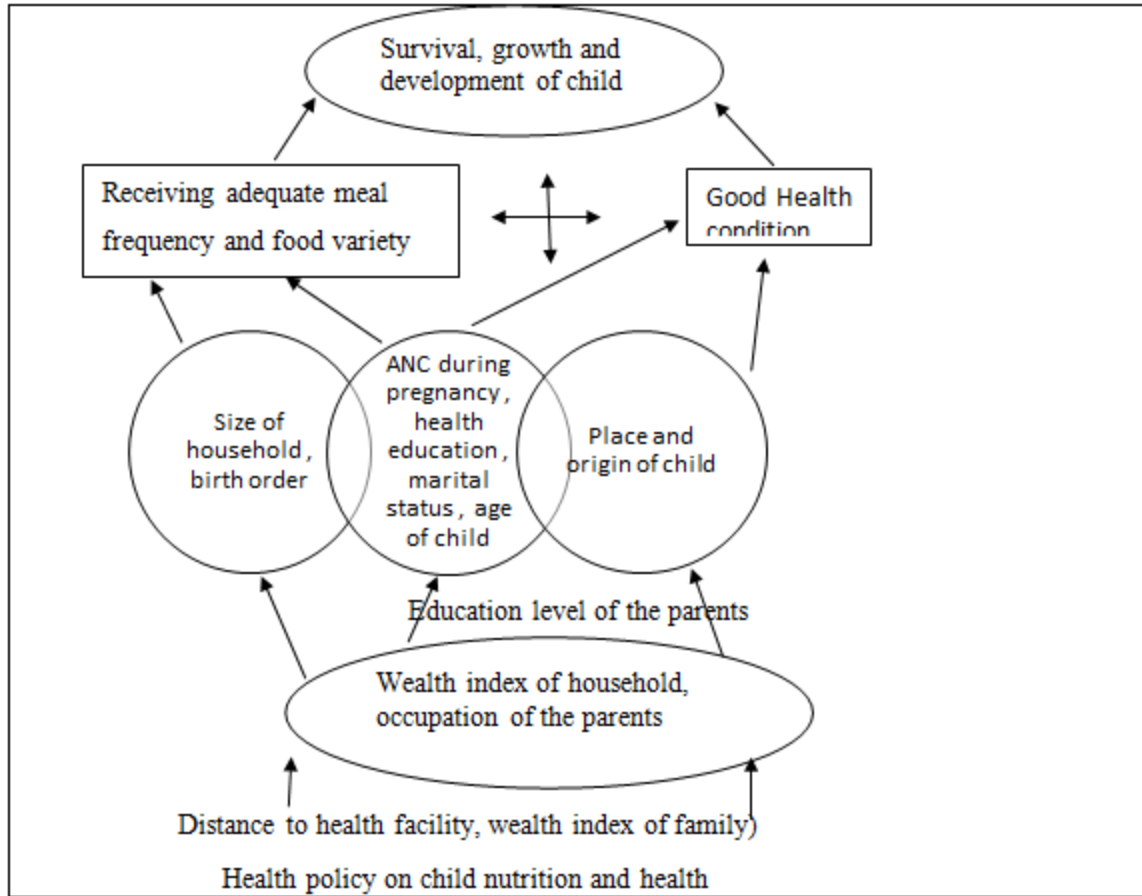 Survival, growth and
development of child
Receiving adequate meal
frequency and food variety
Good Health
condition
Size of
household,
birth order
ANC during
pregnancy,
health
education,
marital
status, age
of child
Place and
origin of child
Education level of the parents
Wealth index of household,
occupation of the parents
Distance to health facility, wealth index of family)
Health policy on child nutrition and health